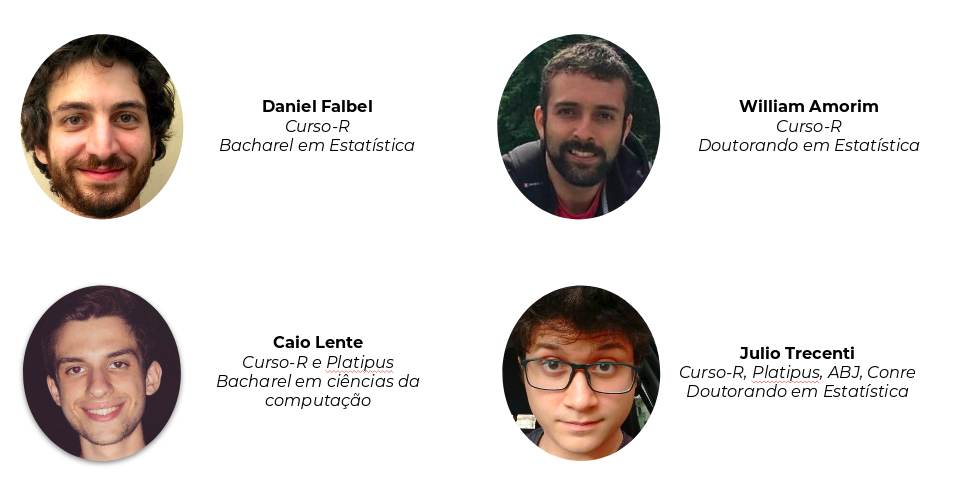 Daniel Falbel
Curso-R
Bacharel em Estatística
William Amorim
Curso-R
Doutorando em Estatística
Caio Lente
Curso-R e Platipus
Bacharel em ciências da
computação
Julio Trecenti
Curso-R, Platipus, ABJ, Conre
Doutorando em Estatística